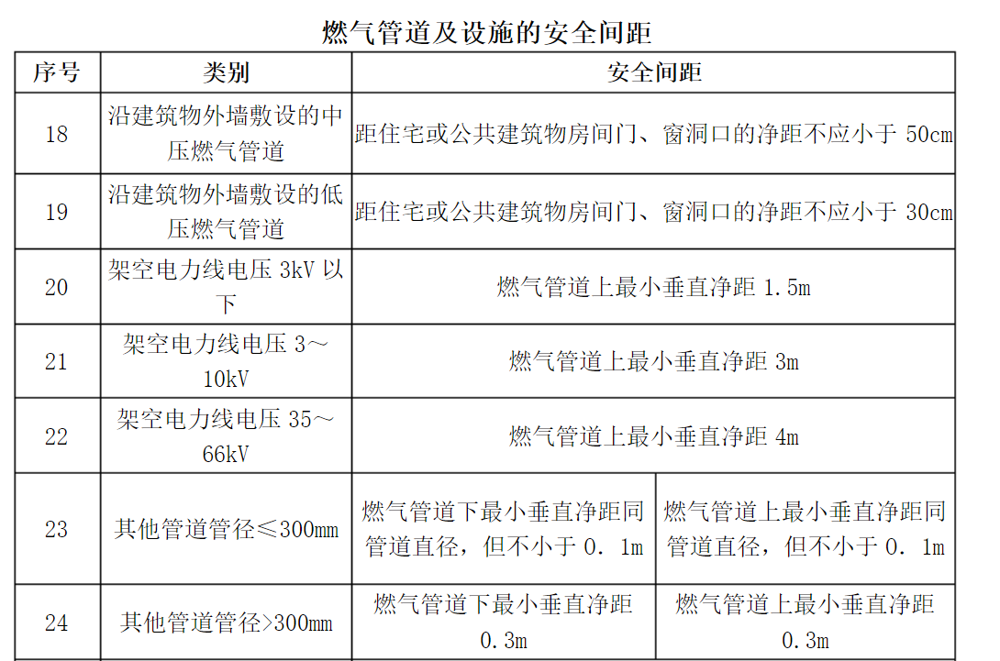 燃气管道及设施的安全间距
序号 类别 安全间距
18 沿建筑物外墙敷设的中
压燃气管道 距住宅或公共建筑物房间门、窗洞口的净距不应小于 50cm
19 沿建筑物外墙敷设的低
压燃气管道 距住宅或公共建筑物房间门、窗洞口的净距不应小于 30cm
20 架空电力线电压 3kV 以
下 燃气管道上最小垂直净距 1.5m
21 架空电力线电压 3～
10kV 燃气管道上最小垂直净距 3m
22 架空电力线电压 35～
66kV 燃气管道上最小垂直净距 4m
23 其他管道管径≤300mm
燃气管道下最小垂直净距同
管道直径，但不小于 0．1m
燃气管道上最小垂直净距同
管道直径，但不小于 0．1m
24 其他管道管径>300mm
燃气管道下最小垂直净距
0.3m
燃气管道上最小垂直净距
0.3m